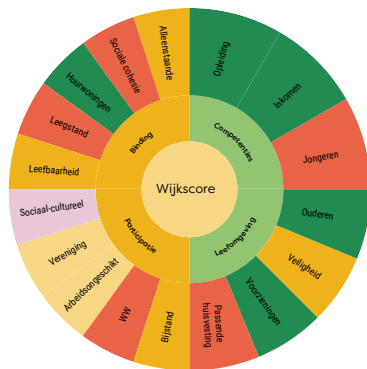 Wijkscore
Competenties
Leefomgeving
Participatie
Binding
Opleiding
Inkomen
Jongeren
Ouderen
Veiligheid
Voorzieningen
Passende
huisvesting
Bijstand
WW
Arbeidsongeschikt
Vereniging
Sociaal-cultureel
Leefbaarheid
Leegstand
Huurwoningen
Sociale cohesie
Alleenstaande